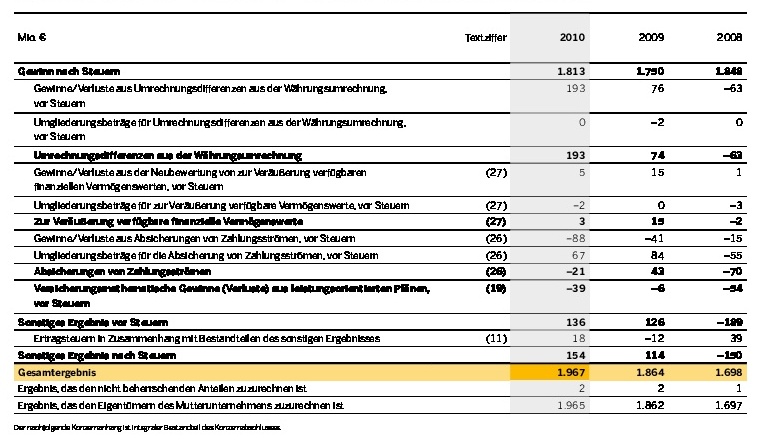 Mio. € Textziffer 2010 2009 2008
Gewinn nach Steuern 1.813 1.750 1.848
Gewinne/Verluste aus Umrechnungsdifferenzen aus der Währungsumrechnung,
vor Steuern 193 76 –63
Umgliederungsbeträge für Umrechnungsdifferenzen aus der Währungsumrechnung,
vor Steuern 0 –2 0
Umrechnungsdifferenzen aus der Währungsumrechnung 193 74 –63
Gewinne/Verluste aus der Neubewertung von zur Veräußerung verfügbaren
finanziellen Vermögenswerten, vor Steuern (27) 5 15 1
Umgliederungsbeträge für zur Veräußerung verfügbare Vermögenswerte, vor Steuern (27) –2 0 –3
Zur Veräußerung verfügbare finanzielle Vermögenswerte (27) 3 15 –2
Gewinne/Verluste aus Absicherungen von Zahlungsströmen, vor Steuern (26) –88 –41 –15
Umgliederungsbeträge für die Absicherung von Zahlungsströmen, vor Steuern (26) 67 84 –55
Absicherungen von Zahlungsströmen (26) –21 43 –70
Versicherungsmathematische Gewinne (Verluste) aus leistungsorientierten Plänen,
vor Steuern (19) –39 –6 –54
Sonstiges Ergebnis vor Steuern 136 126 –189
Ertragsteuern in Zusammenhang mit Bestandteilen des sonstigen Ergebnisses (11) 18 –12 39
Sonstiges Ergebnis nach Steuern 154 114 –150
Gesamtergebnis 1.967 1.864 1.698
Ergebnis, das den nicht beherrschenden Anteilen zuzurechnen ist 2 2 1
Ergebnis, das den Eigentümern des Mutterunternehmens zuzurechnen ist 1.965 1.862 1.697
Der nachfolgende Konzernanhang ist integraler Bestandteil des Konzernabschlusses.